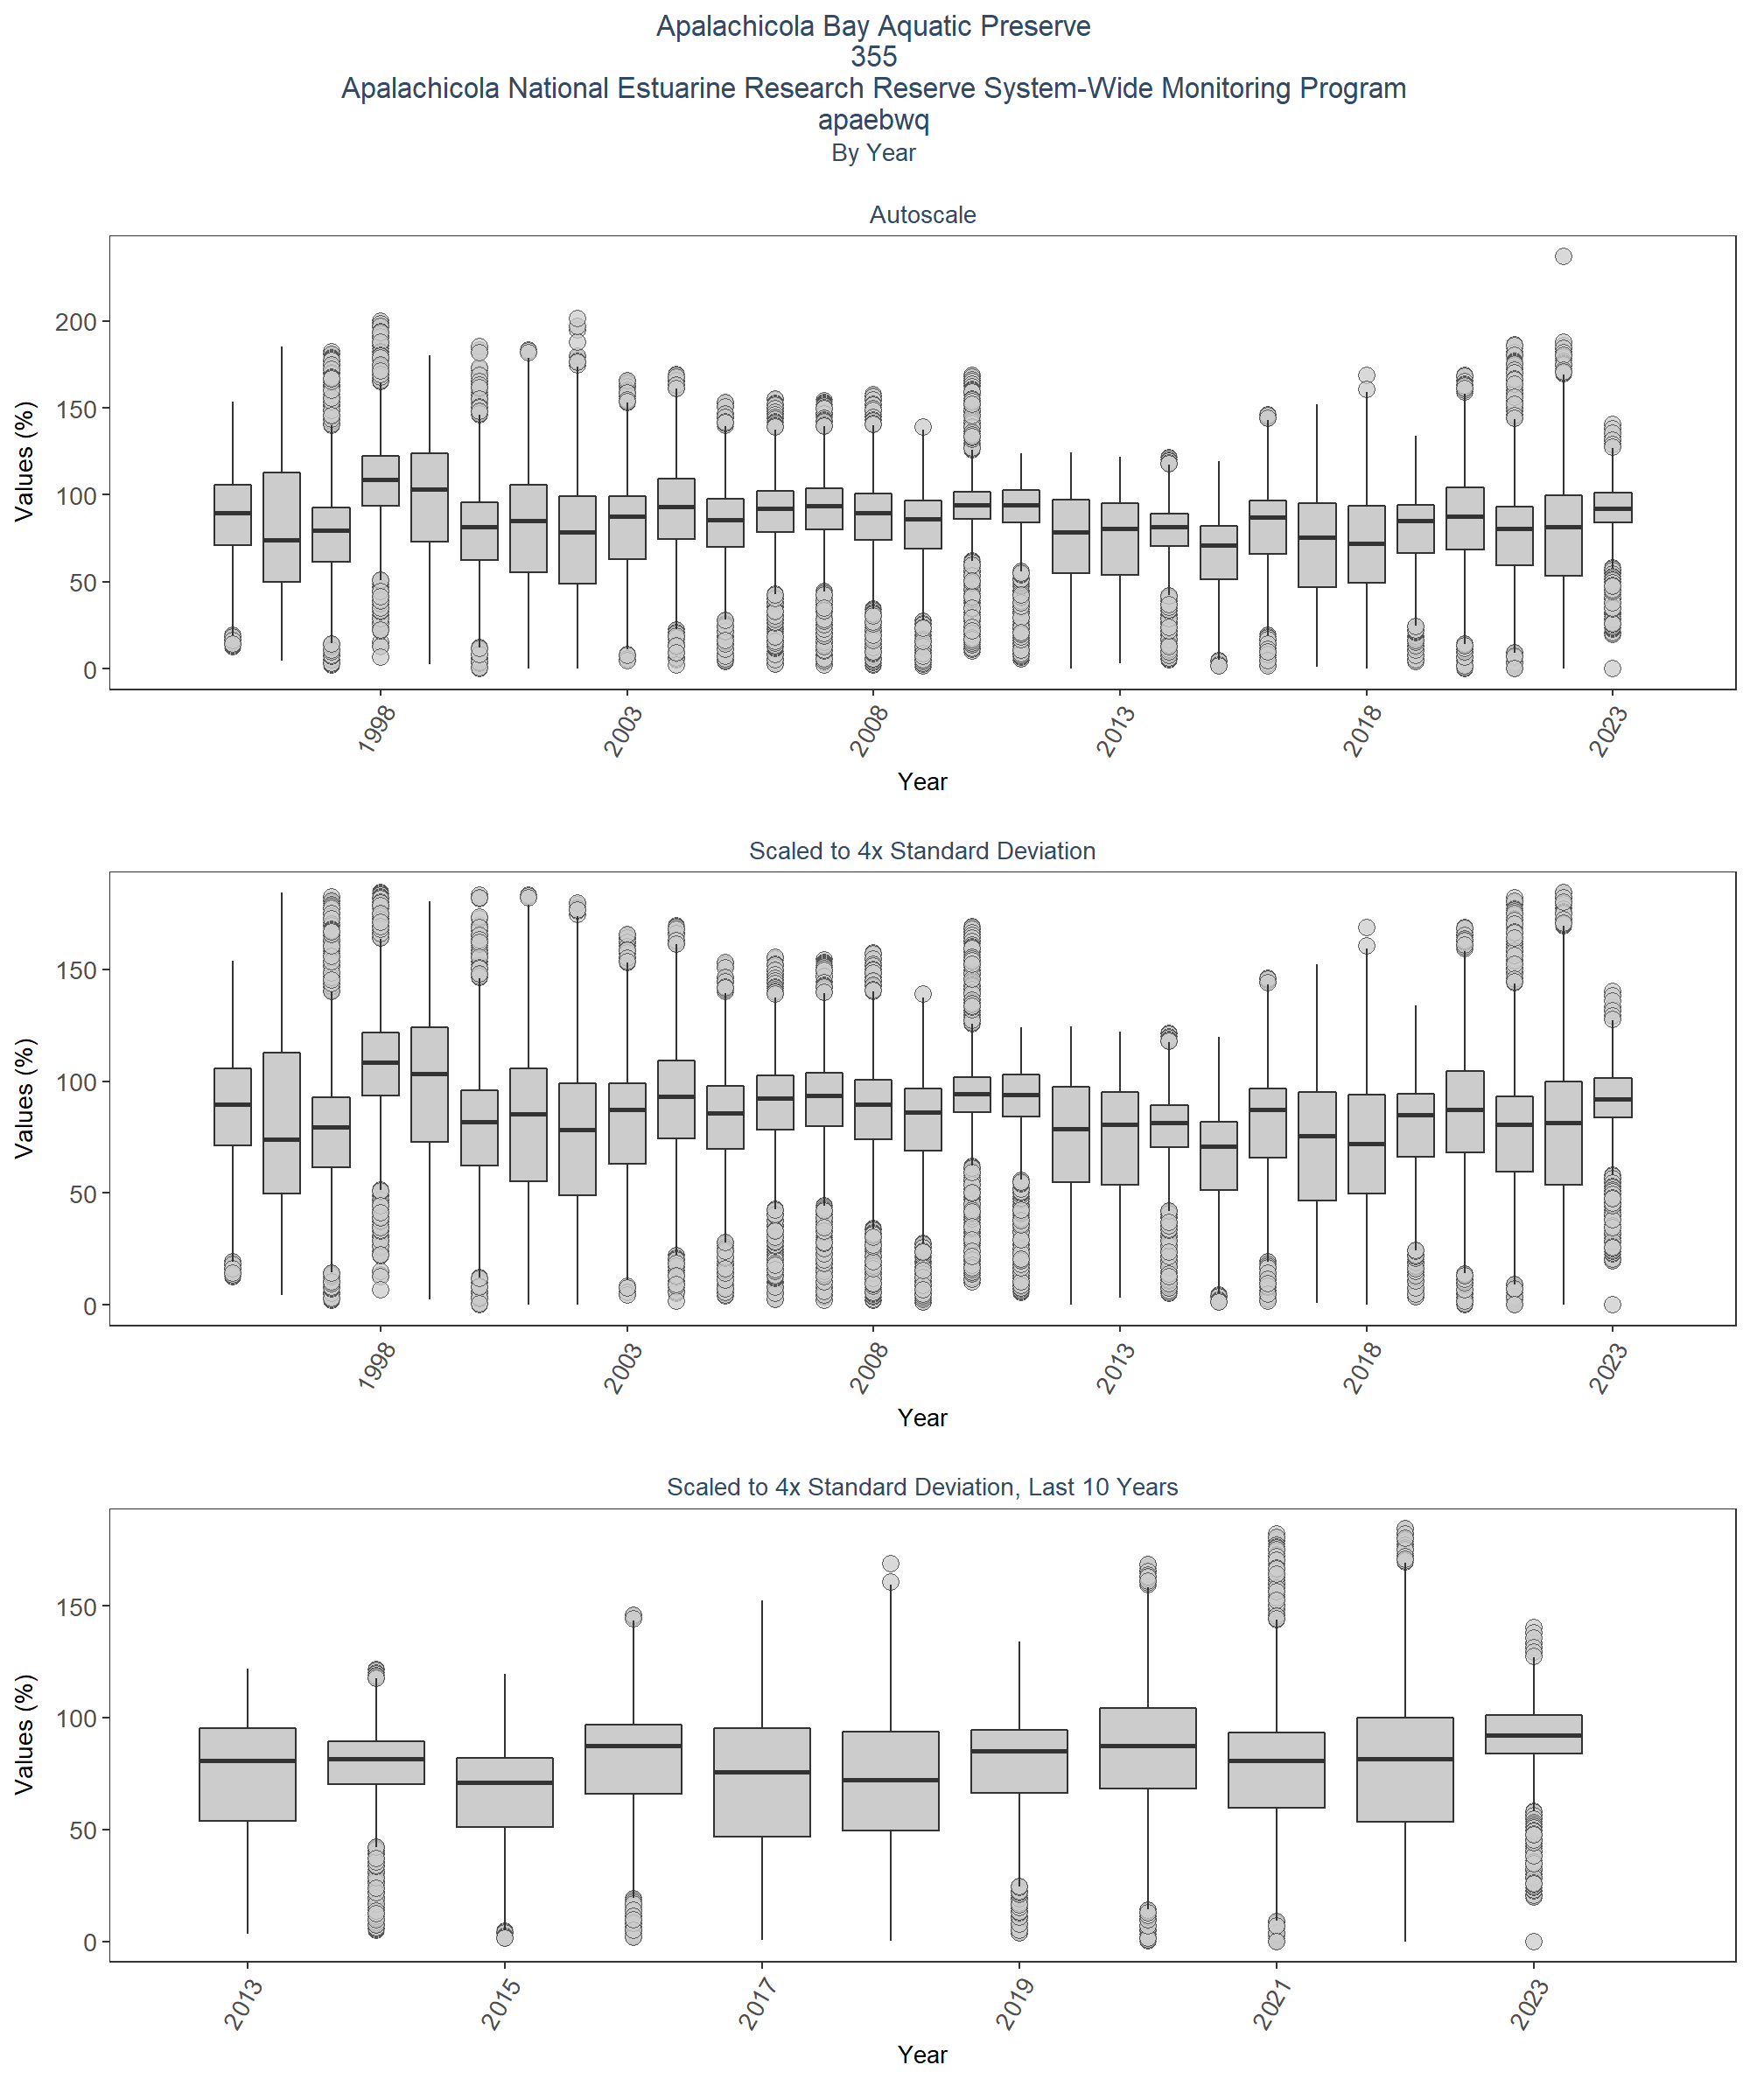 Apalachicola Bay Aquatic Preserve
355
Apalachicola National Estuarine Research Reserve System-Wide Monitoring Program
apaebwq
By Year
Autoscale
Values (%)
200
150
100
50
0
1998
2003
2008
2013
2018
2023
Year
Scaled to 4x Standard Deviation
Values (%)
150
100
50
0
1998
2003
2008
2013
2018
2023
Year
Scaled to 4x Standard Deviation, Last 10 Years
Values (%)
150
100
50
0
2013
2015
2017
2019
2021
2023
Year